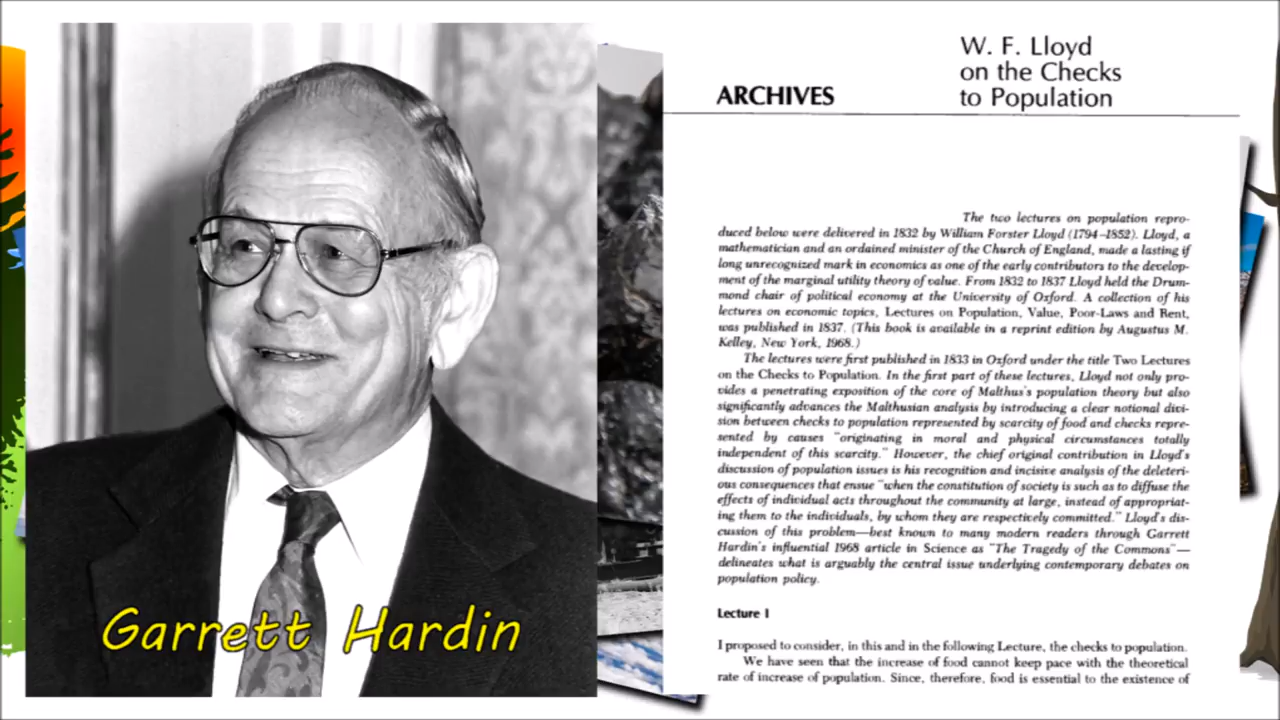 Garrett Hardin
ARCHIVES
W. F. Lloyd
on the Checks
to Population
The two lectures on population repro-
duced below were delivered in 1832 by William Forster Lloyd (1794–1852). Lloyd, a
mathematician and an ordained minister of the Church of England, made a lasting if
long unrecognized mark in economics as one of the early contributors to the develop-
ment of the marginal utility theory of value. From 1832 to 1837 Lloyd held the Drum-
mond chair of political economy at the University of Oxford. A collection of his
lectures on economic topics, Lectures on Population, Value, Poor-Laws and Rent,
was published in 1837. (This book is available in a reprint edition by Augustus M.
Kelley, New York, 1968.)
The lectures were first published in 1833 in Oxford under the title Two Lectures
on the Checks to Population. In the first part of these lectures, Lloyd not only pro-
vides a penetrating exposition of the core of Malthus's population theory but also
significantly advances the Malthusian analysis by introducing a clear notional divi-
sion between checks to population represented by scarcity of food and checks repre-
sented by causes "originating in moral and physical circumstances totally
independent of this scarcity." However, the chief original contribution in Lloyd's
discussion of population issues is his recognition and incisive analysis of the deleteri-
ous consequences that ensue "when the constitution of society is such as to diffuse the
effects of individual acts throughout the community at large, instead of appropriat-
ing them to the individuals, by whom they are respectively committed." Lloyd's dis-
cussion of this problem—best known to many modern readers through Garrett
Hardin's influential 1968 article in Science as "The Tragedy of the Commons"—
delineates what is arguably the central issue underlying contemporary debates on
population policy.
Lecture I
I proposed to consider, in this and in the following Lecture, the checks to population.
We have seen that the increase of food cannot keep pace with the theoretical
rate of increase of population. Since, therefore, food is essential to the existence of